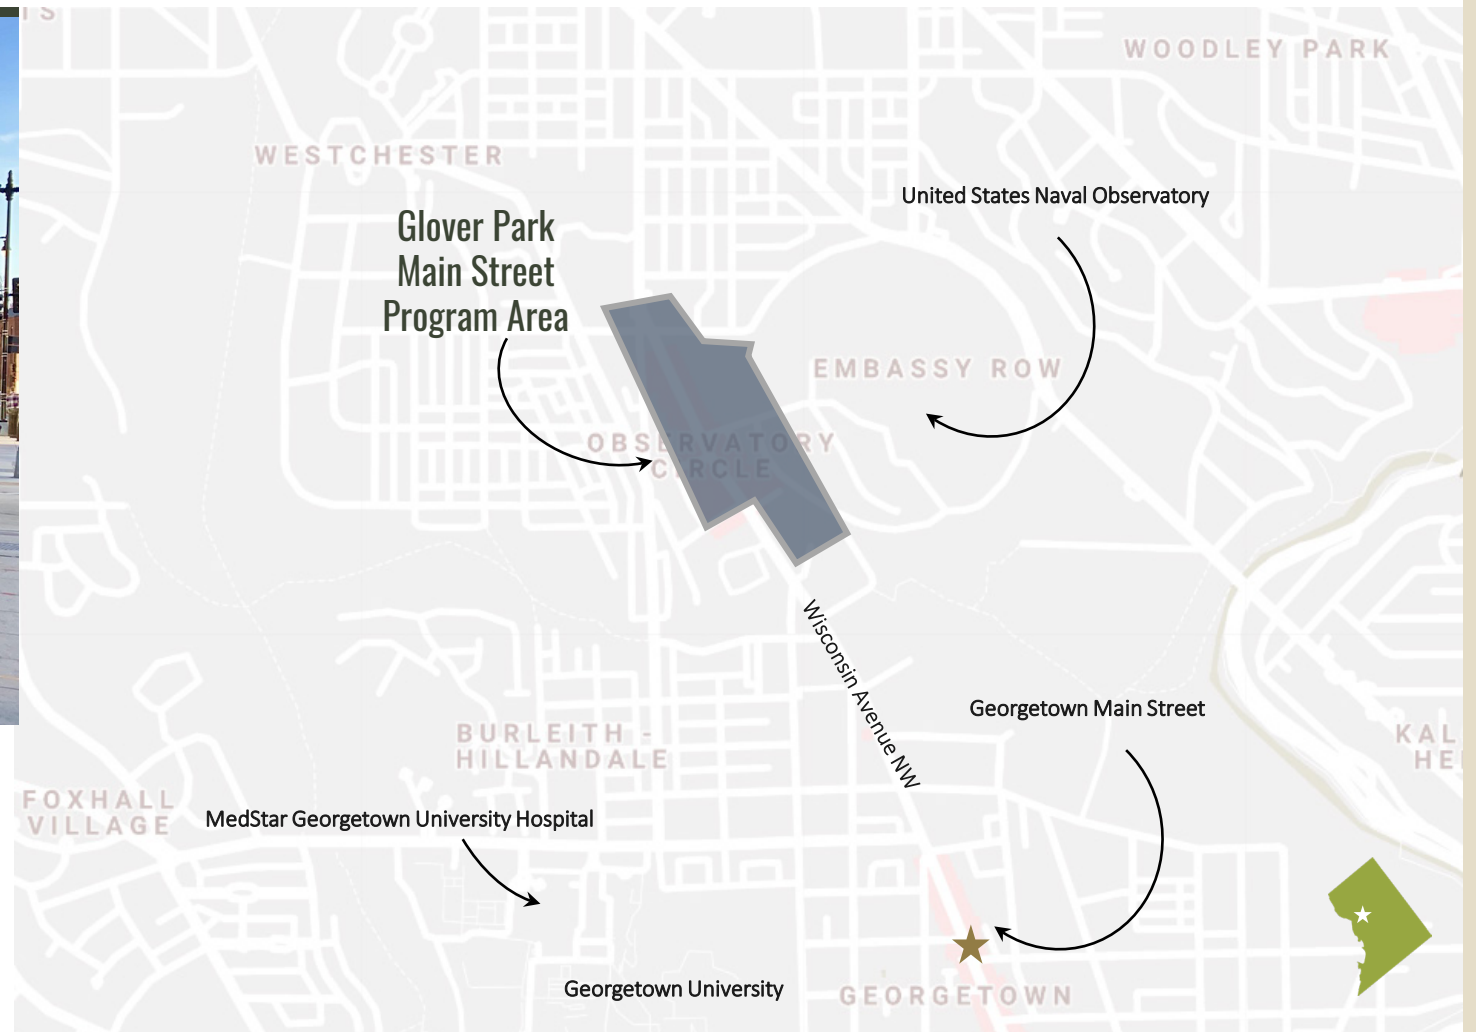 WOODLEY PARK
WESTCHESTER
United States Naval Observatory
Glover Park
Main Street
Program Area
EMBASSY ROW
OBSERVATORY
CIRCLE
Wisconsin Avenue NW
Georgetown Main Street
BURLEITH -
HILLANDALE
FOXHALL
VILLAGE
MedStar Georgetown University Hospital
Georgetown University
GEORGETOWN